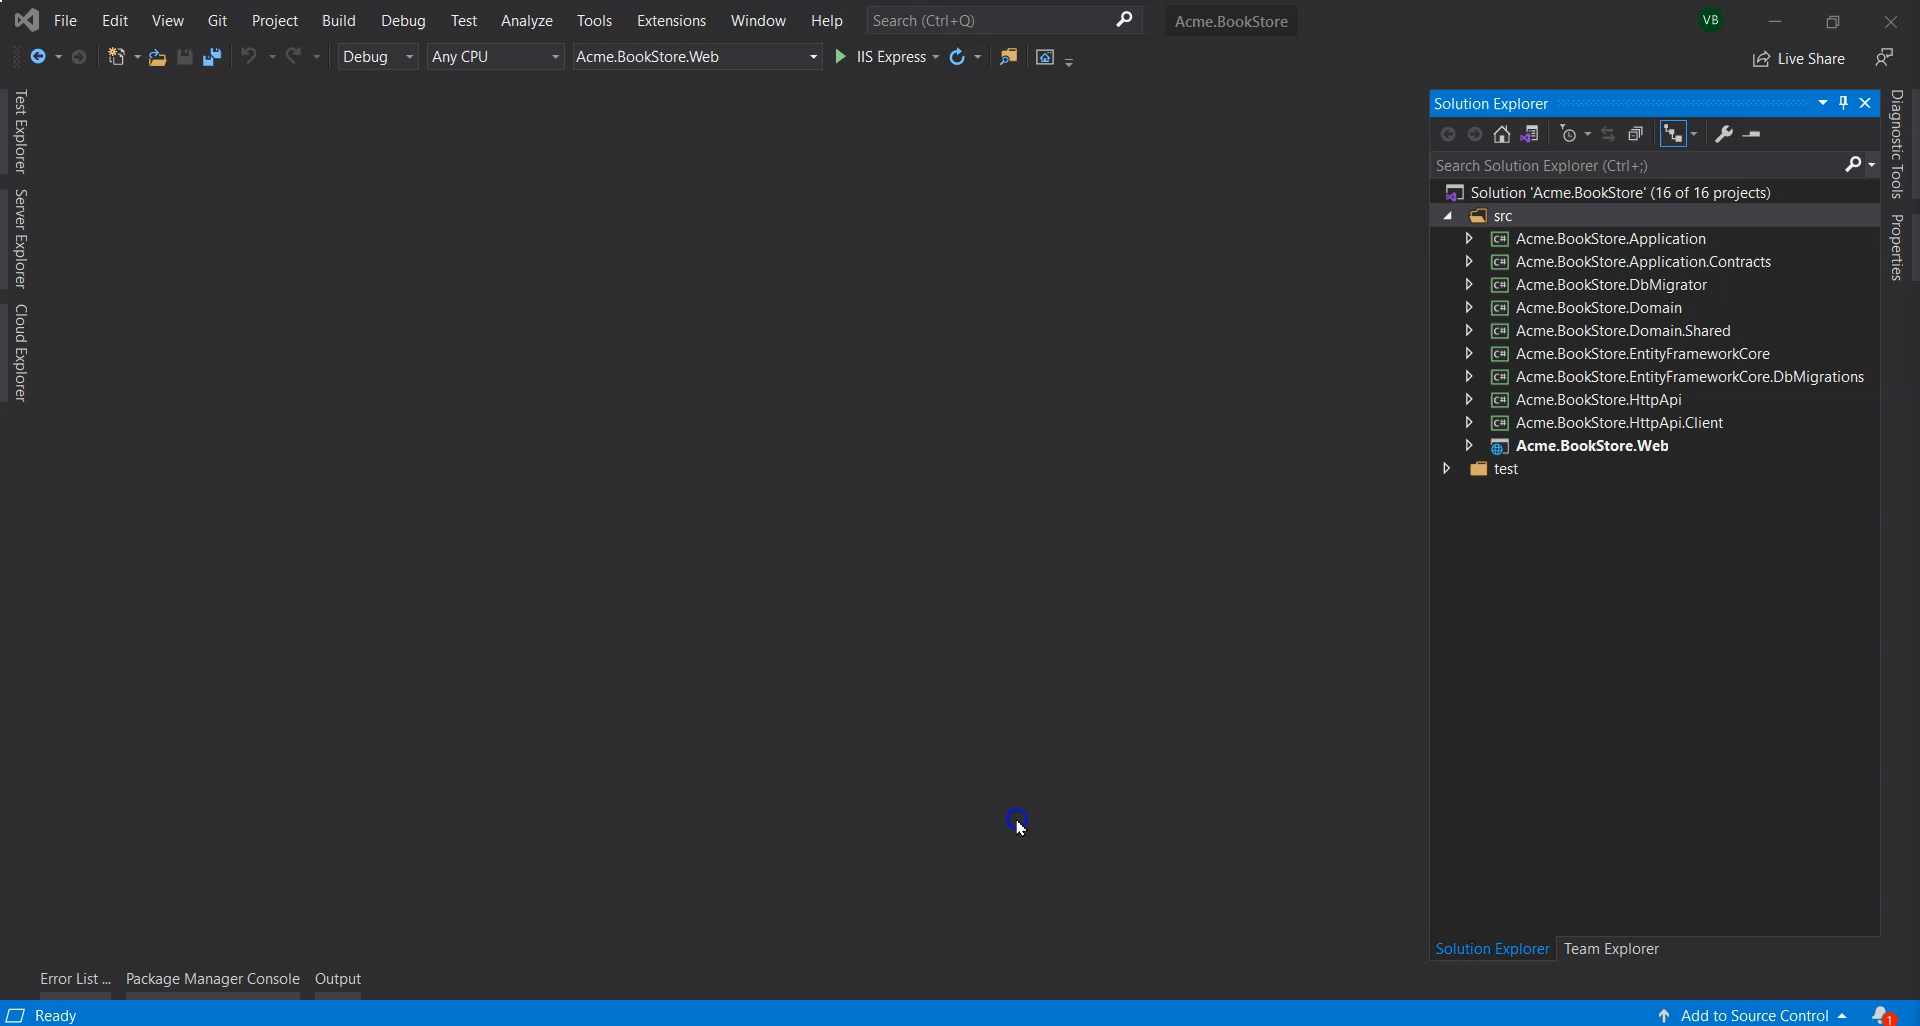 File Edit View Git Project Build Debug Test Analyze Tools Extensions Window Help Search (Ctrl+Q) Acme.BookStore VB
Debug Any CPU Acme.BookStore.Web IIS Express Live Share
Test Explorer
Server Explorer
Cloud Explorer
Solution Explorer
Search Solution Explorer (Ctrl+;)
Solution 'Acme.BookStore' (16 of 16 projects)
src
C# Acme.BookStore.Application
C# Acme.BookStore.Application.Contracts
C# Acme.BookStore.DbMigrator
C# Acme.BookStore.Domain
C# Acme.BookStore.Domain.Shared
C# Acme.BookStore.EntityFrameworkCore
C# Acme.BookStore.EntityFrameworkCore.DbMigrations
C# Acme.BookStore.HttpApi
C# Acme.BookStore.HttpApi.Client
Acme.BookStore.Web
test
Diagnostic Tools
Properties
Solution Explorer Team Explorer
Error List ... Package Manager Console Output
Ready Add to Source Control 1